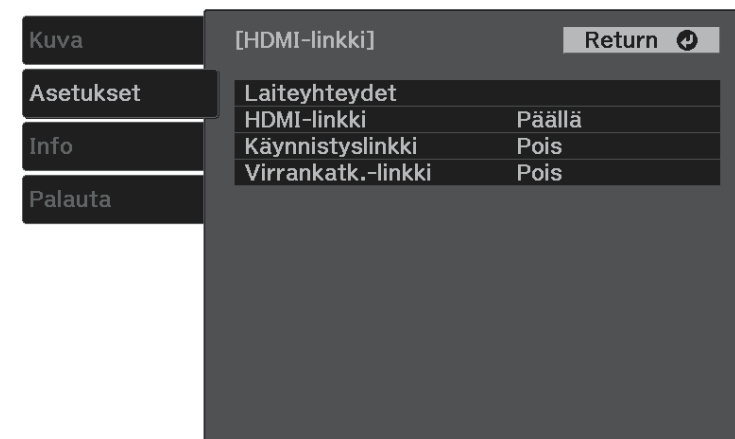 Kuva
Asetukset
Info
Palauta
[HDMI-linkki]
Return
Laiteyhteydet
HDMI-linkki Päällä
Käynnistyslinkki Pois
Virrankatk.-linkki Pois